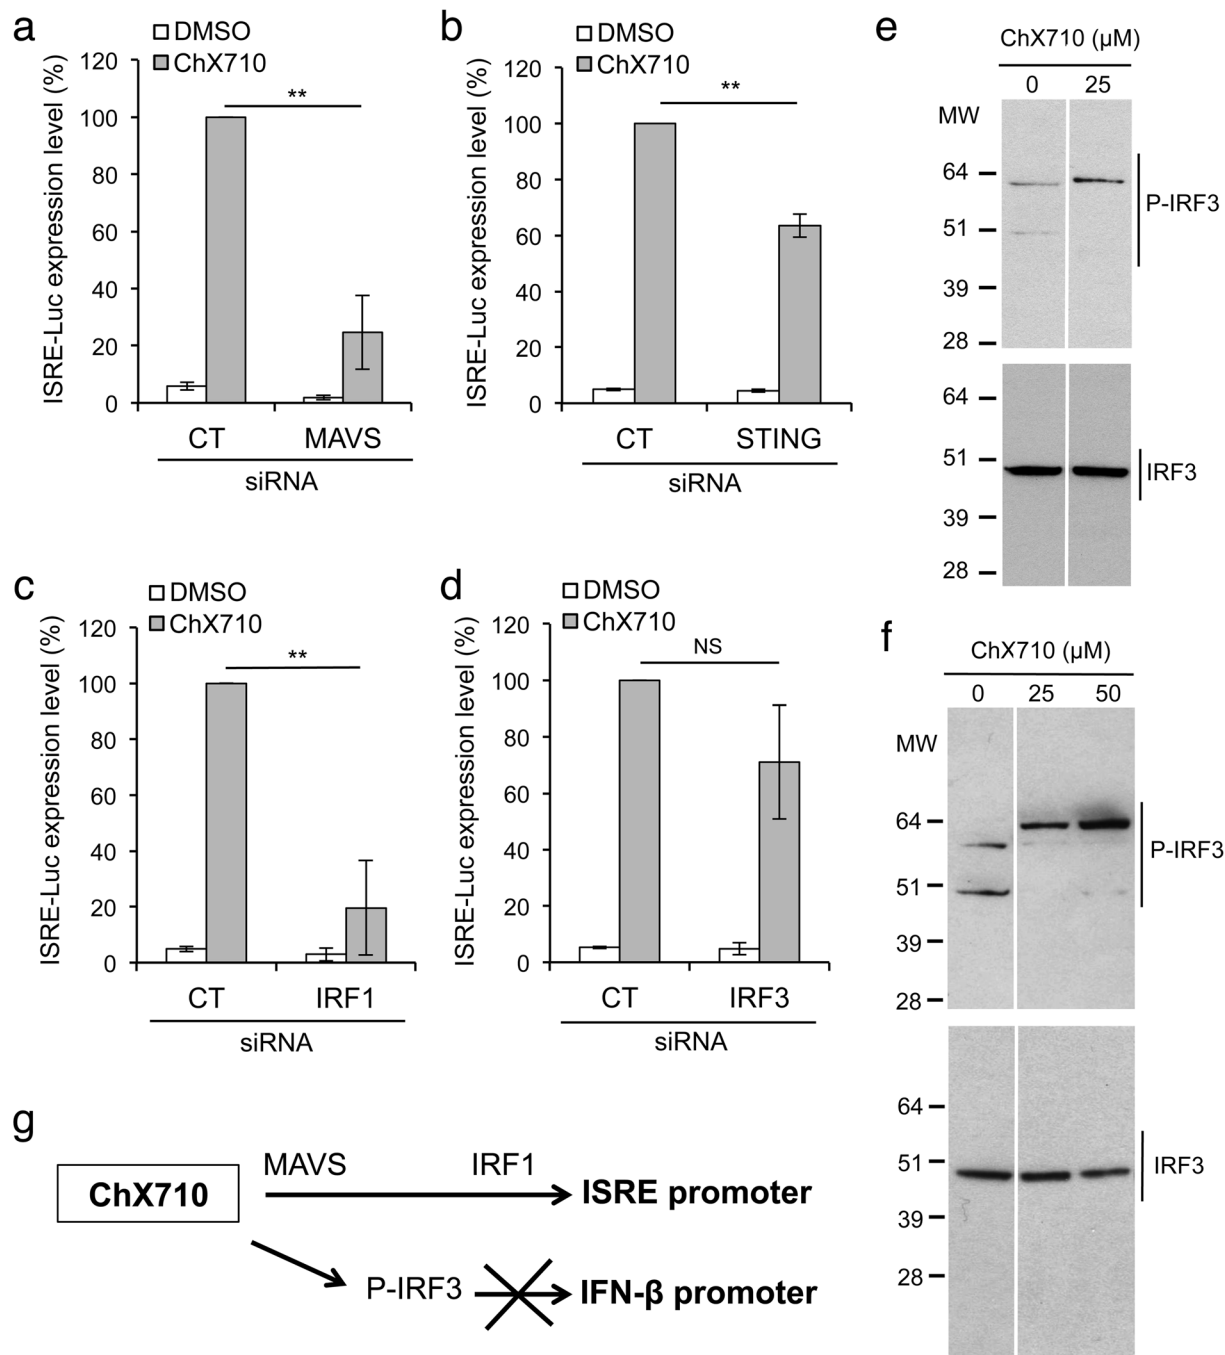 a
DMSO
ChX710
ISRE-Luc expression level (%)
120
100
80
60
40
20
0
**
CT
MAVS
siRNA
b
DMSO
ChX710
ISRE-Luc expression level (%)
120
100
80
60
40
20
0
**
CT
STING
siRNA
e
ChX710 (µM)
0 25
MW
64
51
39
28
P-IRF3
64
51
39
28
IRF3
c
DMSO
ChX710
ISRE-Luc expression level (%)
120
100
80
60
40
20
0
**
CT
IRF1
siRNA
d
DMSO
ChX710
ISRE-Luc expression level (%)
120
100
80
60
40
20
0
NS
CT
IRF3
siRNA
f
ChX710 (µM)
0 25 50
MW
64
51
39
28
P-IRF3
64
51
39
28
IRF3
g
ChX710
MAVS IRF1
ISRE promoter
P-IRF3
IFN-β promoter